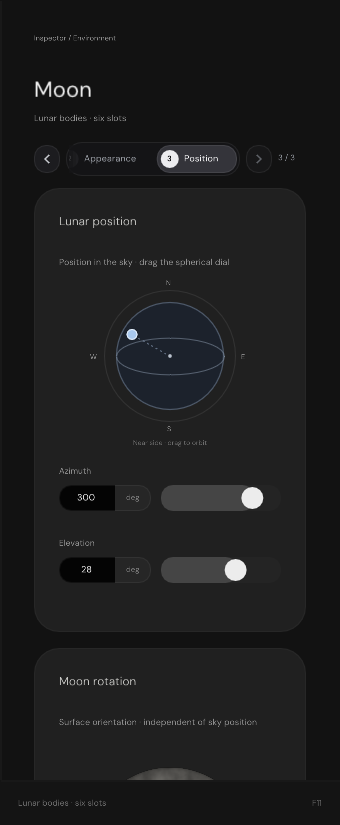 Inspector / Environment
Moon
Lunar bodies · six slots
Appearance
3 Position
3 / 3
Lunar position
Position in the sky · drag the spherical dial
N
W
E
S
Near side · drag to orbit
Azimuth
300 deg
Elevation
28 deg
Moon rotation
Surface orientation · independent of sky position
Lunar bodies · six slots
F11